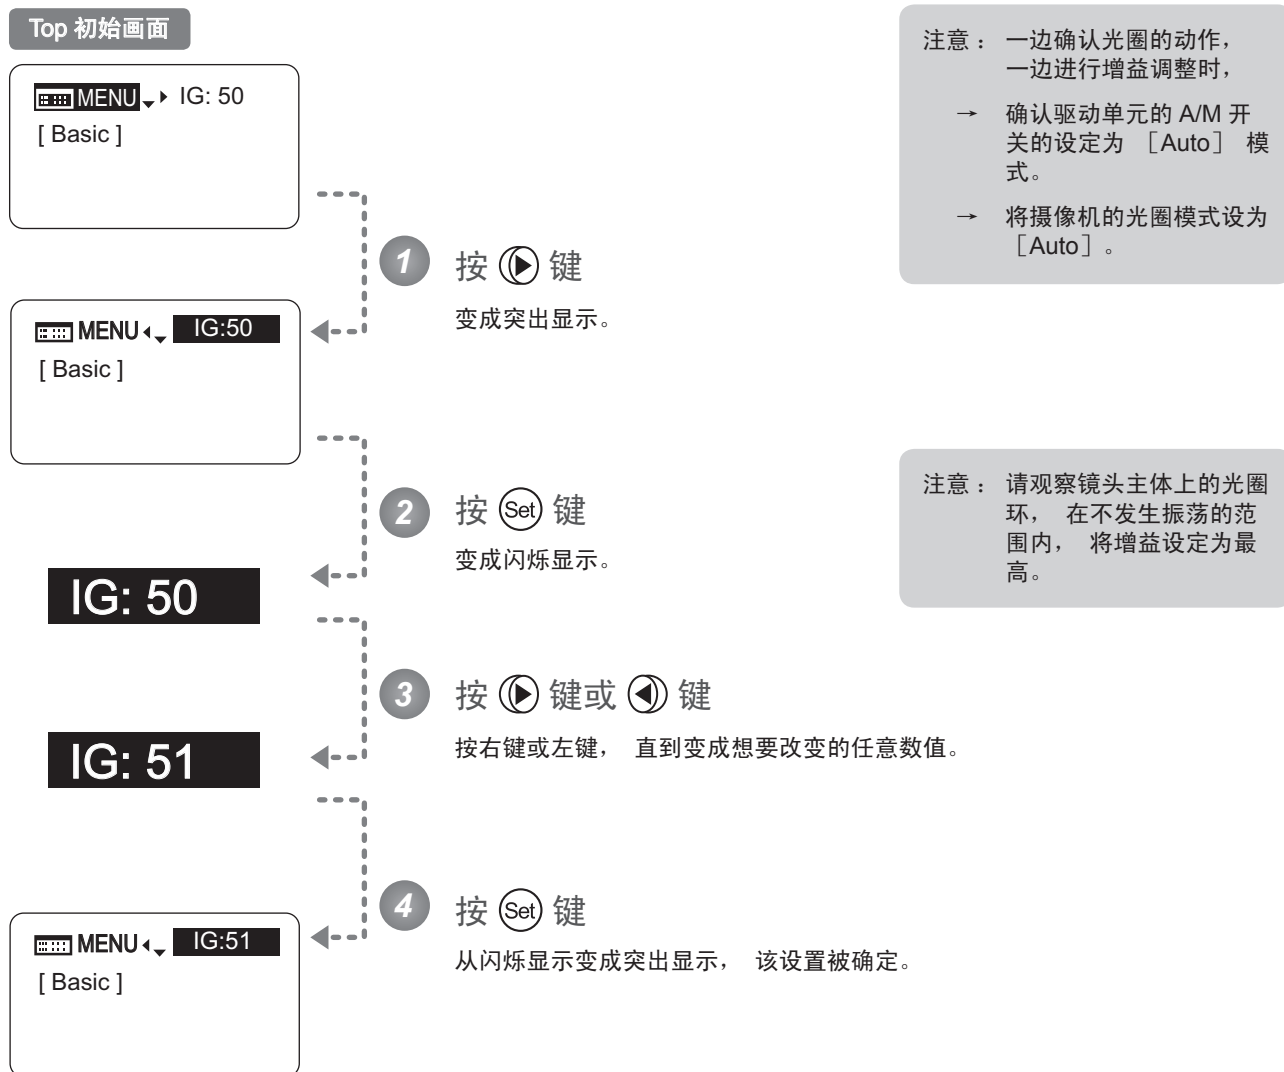 Top 初始画面
MENU IG: 50
[ Basic ]
注意： 一边确认光圈的动作，
一边进行增益调整时，
→ 确认驱动单元的 A/M 开
关的设定为 ［Auto］ 模
式。
→ 将摄像机的光圈模式设为
［Auto］。
1 按 键
变成突出显示。
MENU IG:50
[ Basic ]
2 按 Set 键
变成闪烁显示。
注意： 请观察镜头主体上的光圈
环， 在不发生振荡的范
围内， 将增益设定为最
高。
IG: 50
3 按 键或 键
按右键或左键， 直到变成想要改变的任意数值。
IG: 51
4 按 Set 键
从闪烁显示变成突出显示， 该设置被确定。
MENU IG:51
[ Basic ]